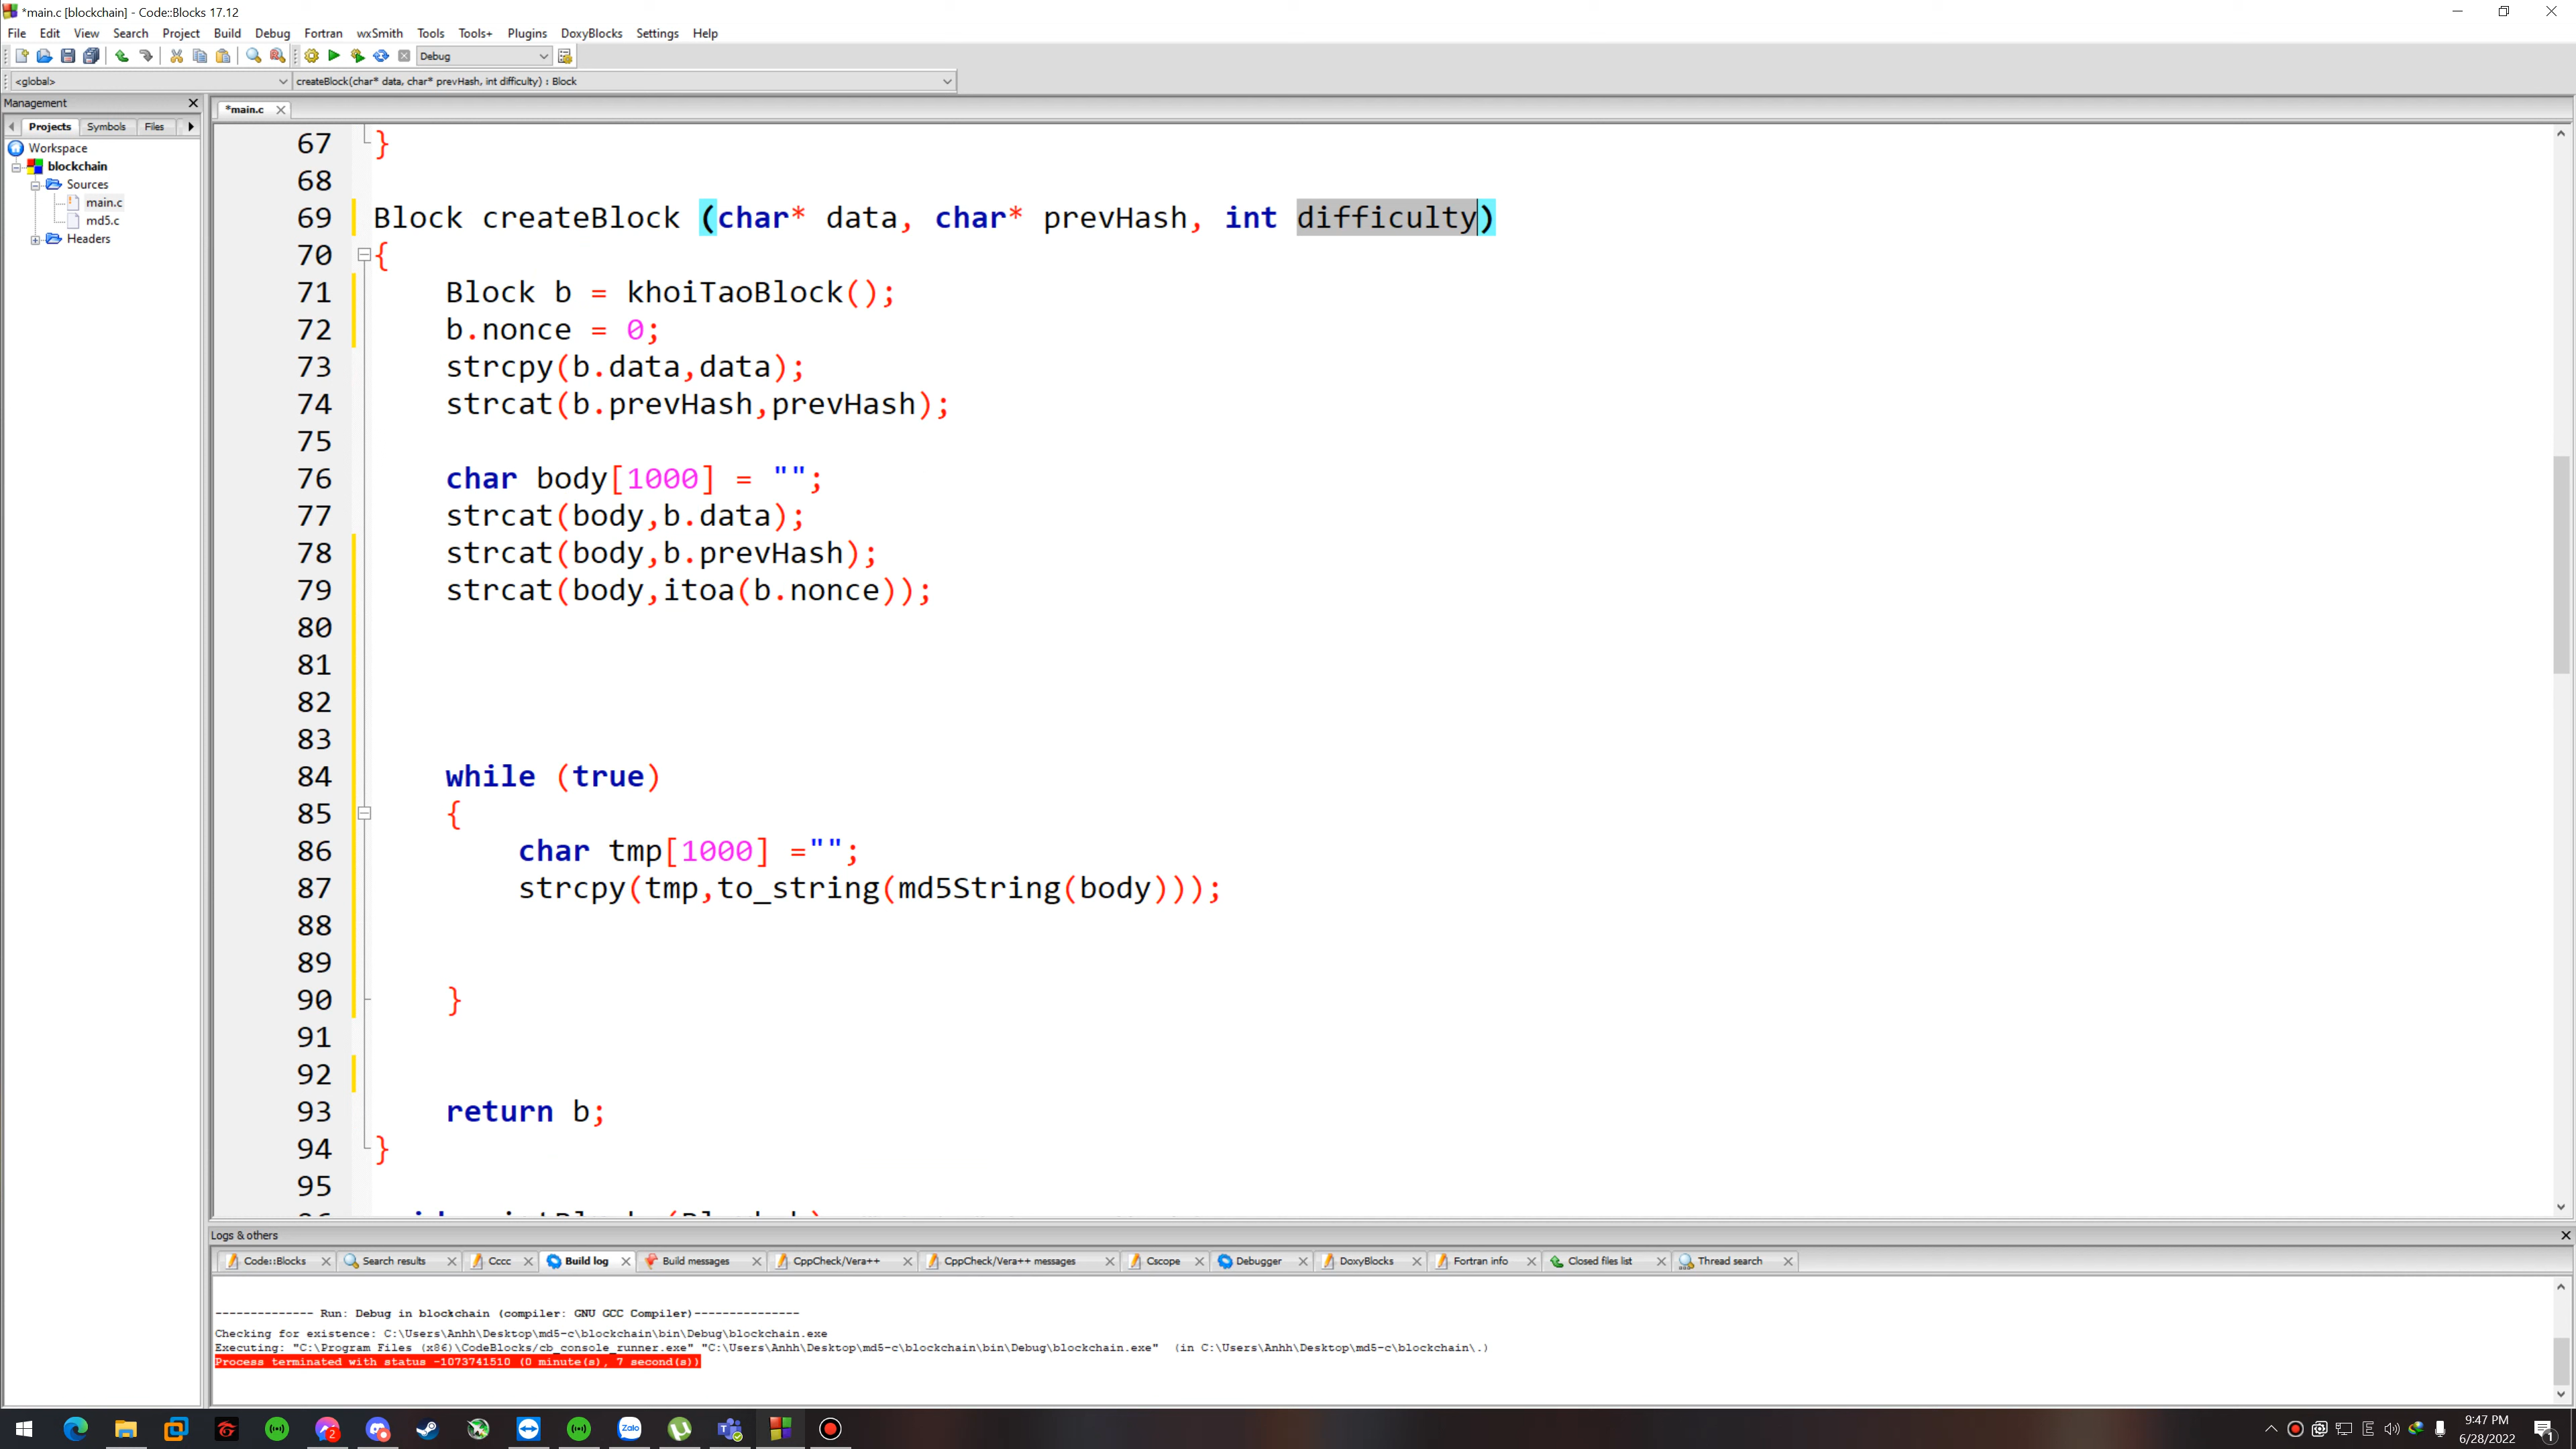 *main.c [blockchain] - Code::Blocks 17.12
File Edit View Search Project Build Debug Fortran wxSmith Tools Tools+ Plugins DoxyBlocks Settings Help
Debug
<global> createBlock(char* data, char* prevHash, int difficulty) : Block
Management
Projects Symbols Files
Workspace
blockchain
Sources
main.c
md5.c
Headers
*main.c
67 }
68
69 Block createBlock (char* data, char* prevHash, int difficulty)
70 {
71 Block b = khoiTaoBlock();
72 b.nonce = 0;
73 strcpy(b.data,data);
74 strcat(b.prevHash,prevHash);
75
76 char body[1000] = "";
77 strcat(body,b.data);
78 strcat(body,b.prevHash);
79 strcat(body,itoa(b.nonce));
80
81
82
83
84 while (true)
85 {
86 char tmp[1000] ="";
87 strcpy(tmp,to_string(md5String(body)));
88
89
90 }
91
92
93 return b;
94 }
95
Logs & others
Code::Blocks Search results Cccc Build log Build messages CppCheck/Vera++ CppCheck/Vera++ messages Cscope Debugger DoxyBlocks Fortran info Closed files list Thread search
-------------- Run: Debug in blockchain (compiler: GNU GCC Compiler)---------------
Checking for existence: C:\Users\Anhh\Desktop\md5-c\blockchain\bin\Debug\blockchain.exe
Executing: "C:\Program Files (x86)\CodeBlocks/cb_console_runner.exe" "C:\Users\Anhh\Desktop\md5-c\blockchain\bin\Debug\blockchain.exe" (in C:\Users\Anhh\Desktop\md5-c\blockchain\.)
Process terminated with status -1073741510 (0 minute(s), 7 second(s))
2
Zalo
E
9:47 PM
6/28/2022
1